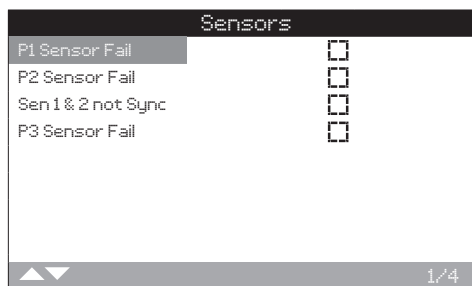 Sensors
P1 Sensor Fail
P2 Sensor Fail
Sen 1 & 2 not Sync
P3 Sensor Fail
1/4